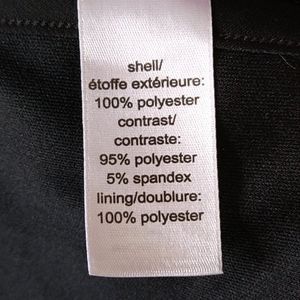 shell/
étoffe extérieure:
100% polyester
contrast/
contraste:
95% polyester
5% spandex
lining/doublure:
100% polyester